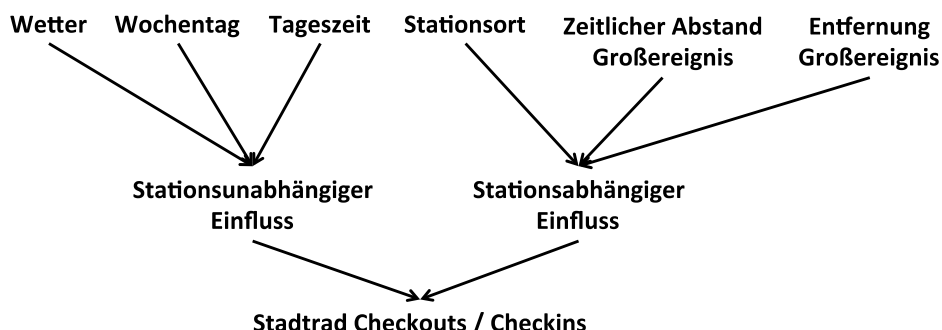 Wetter Wochentag Tageszeit Stationsort Zeitlicher Abstand Entfernung
Großereignis Großereignis
Stationsunabhängiger Stationsabhängiger
Einfluss Einfluss
Stadtrad Checkouts / Checkins